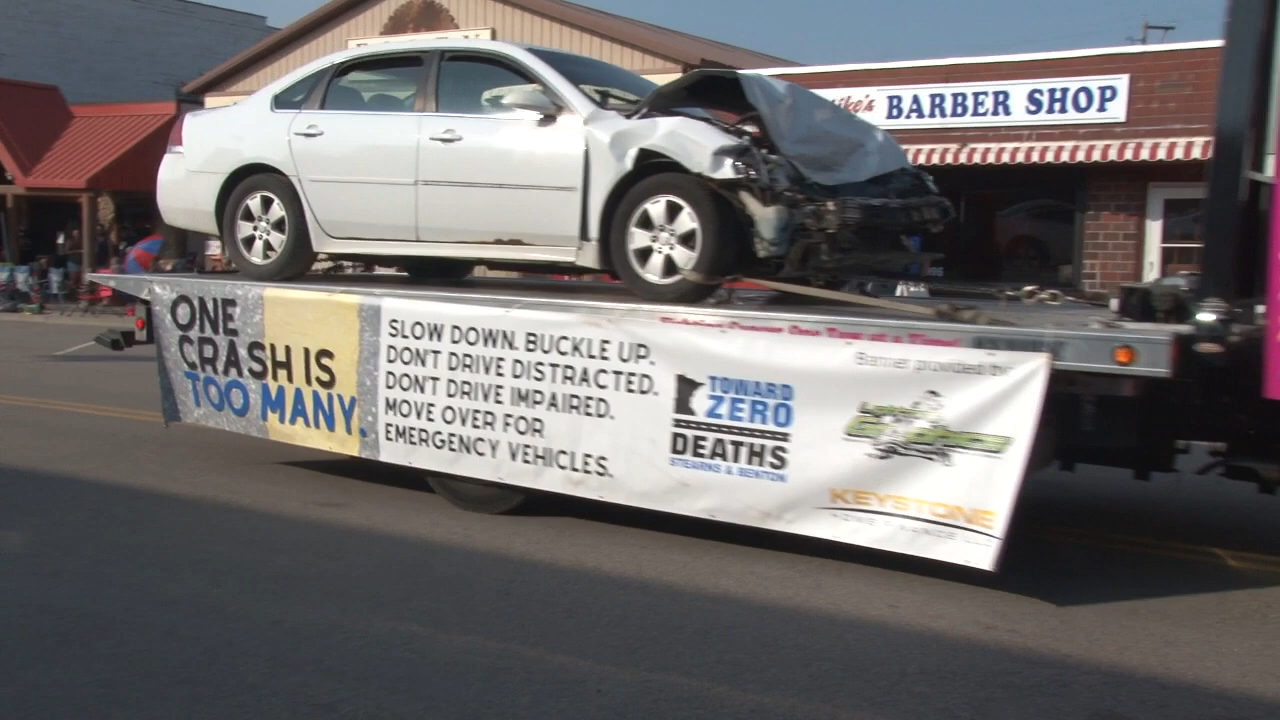 Mike's BARBER SHOP
ONE
CRASH IS
TOO MANY.
SLOW DOWN. BUCKLE UP.
DON'T DRIVE DISTRACTED.
DON'T DRIVE IMPAIRED.
MOVE OVER FOR
EMERGENCY VEHICLES.
TOWARD
ZERO
DEATHS
STEARNS & BENTON
Banner provided by:
KEYSTONE